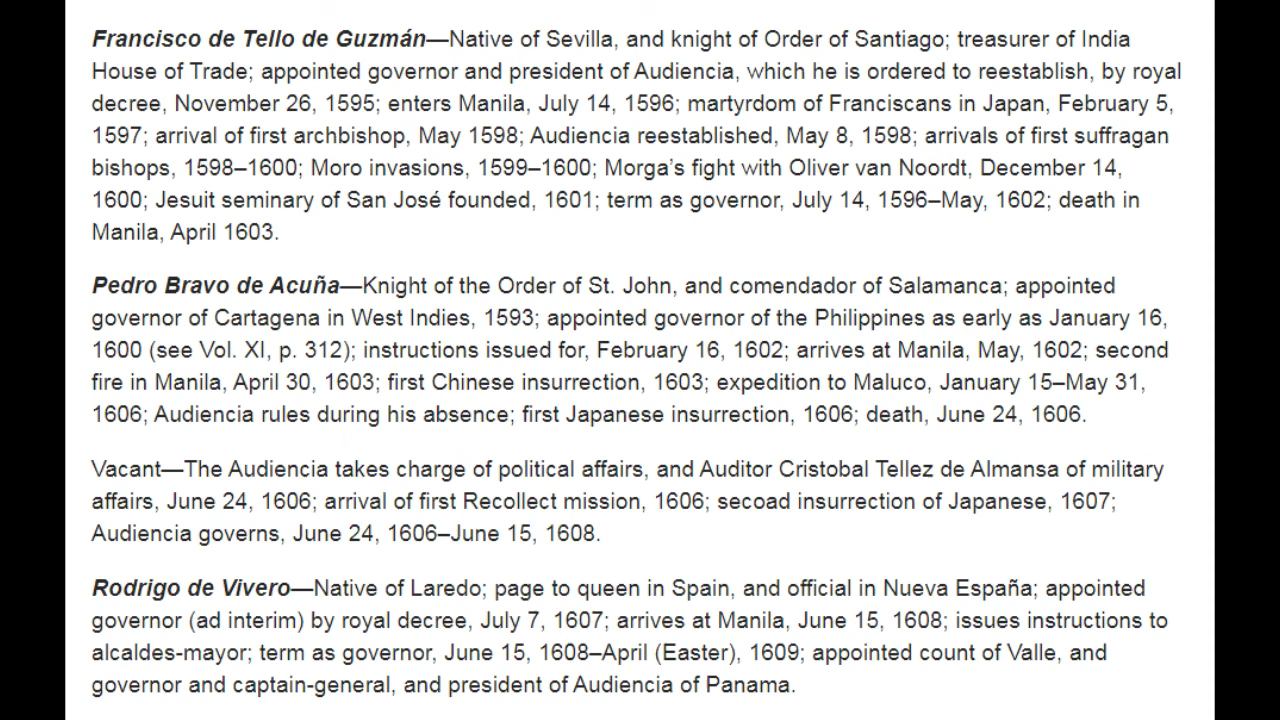 Francisco de Tello de Guzmán—Native of Sevilla, and knight of Order of Santiago; treasurer of India
House of Trade; appointed governor and president of Audiencia, which he is ordered to reestablish, by royal
decree, November 26, 1595; enters Manila, July 14, 1596; martyrdom of Franciscans in Japan, February 5,
1597; arrival of first archbishop, May 1598; Audiencia reestablished, May 8, 1598; arrivals of first suffragan
bishops, 1598–1600; Moro invasions, 1599–1600; Morga’s fight with Oliver van Noordt, December 14,
1600; Jesuit seminary of San José founded, 1601; term as governor, July 14, 1596–May, 1602; death in
Manila, April 1603.
Pedro Bravo de Acuña—Knight of the Order of St. John, and comendador of Salamanca; appointed
governor of Cartagena in West Indies, 1593; appointed governor of the Philippines as early as January 16,
1600 (see Vol. XI, p. 312); instructions issued for, February 16, 1602; arrives at Manila, May, 1602; second
fire in Manila, April 30, 1603; first Chinese insurrection, 1603; expedition to Maluco, January 15–May 31,
1606; Audiencia rules during his absence; first Japanese insurrection, 1606; death, June 24, 1606.
Vacant—The Audiencia takes charge of political affairs, and Auditor Cristobal Tellez de Almansa of military
affairs, June 24, 1606; arrival of first Recollect mission, 1606; secoad insurrection of Japanese, 1607;
Audiencia governs, June 24, 1606–June 15, 1608.
Rodrigo de Vivero—Native of Laredo; page to queen in Spain, and official in Nueva España; appointed
governor (ad interim) by royal decree, July 7, 1607; arrives at Manila, June 15, 1608; issues instructions to
alcaldes-mayor; term as governor, June 15, 1608–April (Easter), 1609; appointed count of Valle, and
governor and captain-general, and president of Audiencia of Panama.